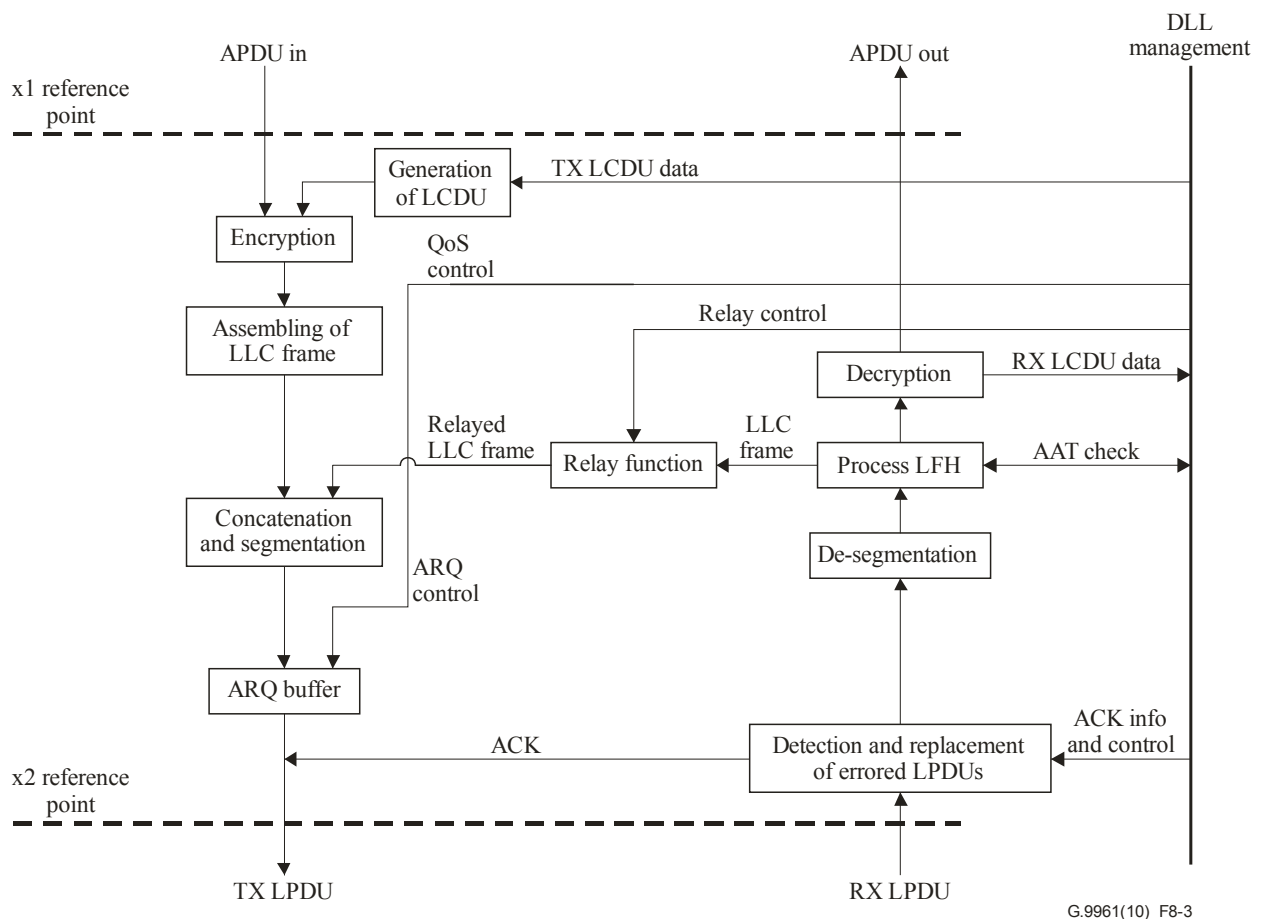 DLL
management
APDU in
APDU out
x1 reference
point
Generation
of LCDU
TX LCDU data
Encryption
QoS
control
Assembling of
LLC frame
Relay control
Decryption
RX LCDU data
Relayed
LLC frame
Relay function
LLC
frame
Process LFH
AAT check
Concatenation
and segmentation
De-segmentation
ARQ
control
ARQ buffer
ACK
Detection and replacement
of errored LPDUs
ACK info
and control
x2 reference
point
TX LPDU
RX LPDU
G.9961(10)_F8-3